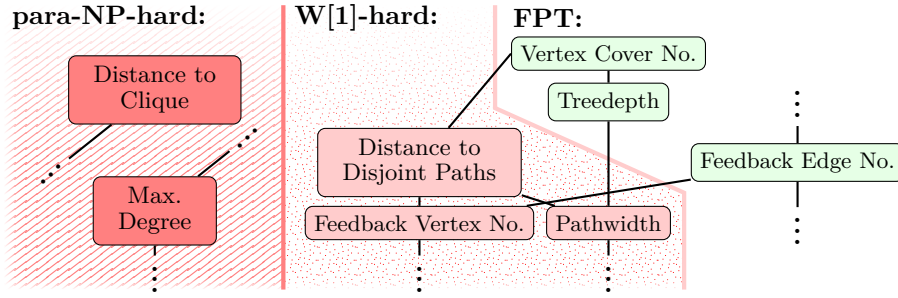 para-NP-hard:
W[1]-hard:
FPT:
Vertex Cover No.
Distance to
Clique
Treedepth
Distance to
Disjoint Paths
Feedback Edge No.
Max.
Degree
Feedback Vertex No.
Pathwidth